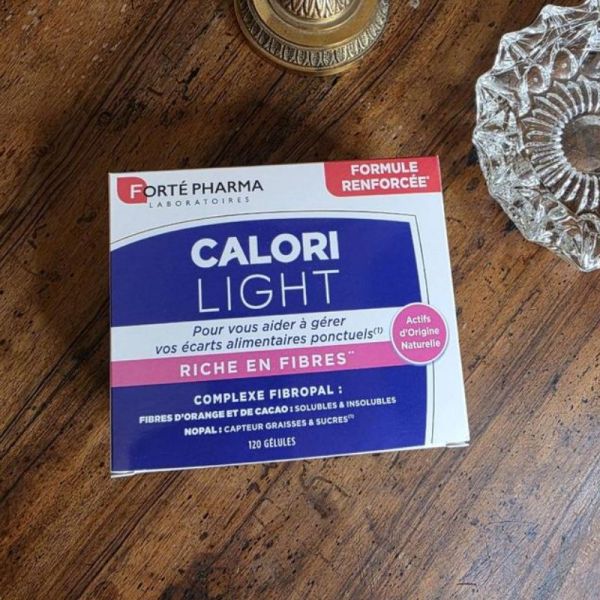 FORTÉ PHARMA
LABORATOIRES
FORMULE
RENFORCÉE*
CALORI
LIGHT
Pour vous aider à gérer
vos écarts alimentaires ponctuels(1)
RICHE EN FIBRES**
Actifs
d'Origine
Naturelle
COMPLEXE FIBROPAL :
FIBRES D'ORANGE ET DE CACAO : SOLUBLES & INSOLUBLES
NOPAL : CAPTEUR GRAISSES & SUCRES(1)
120 GÉLULES